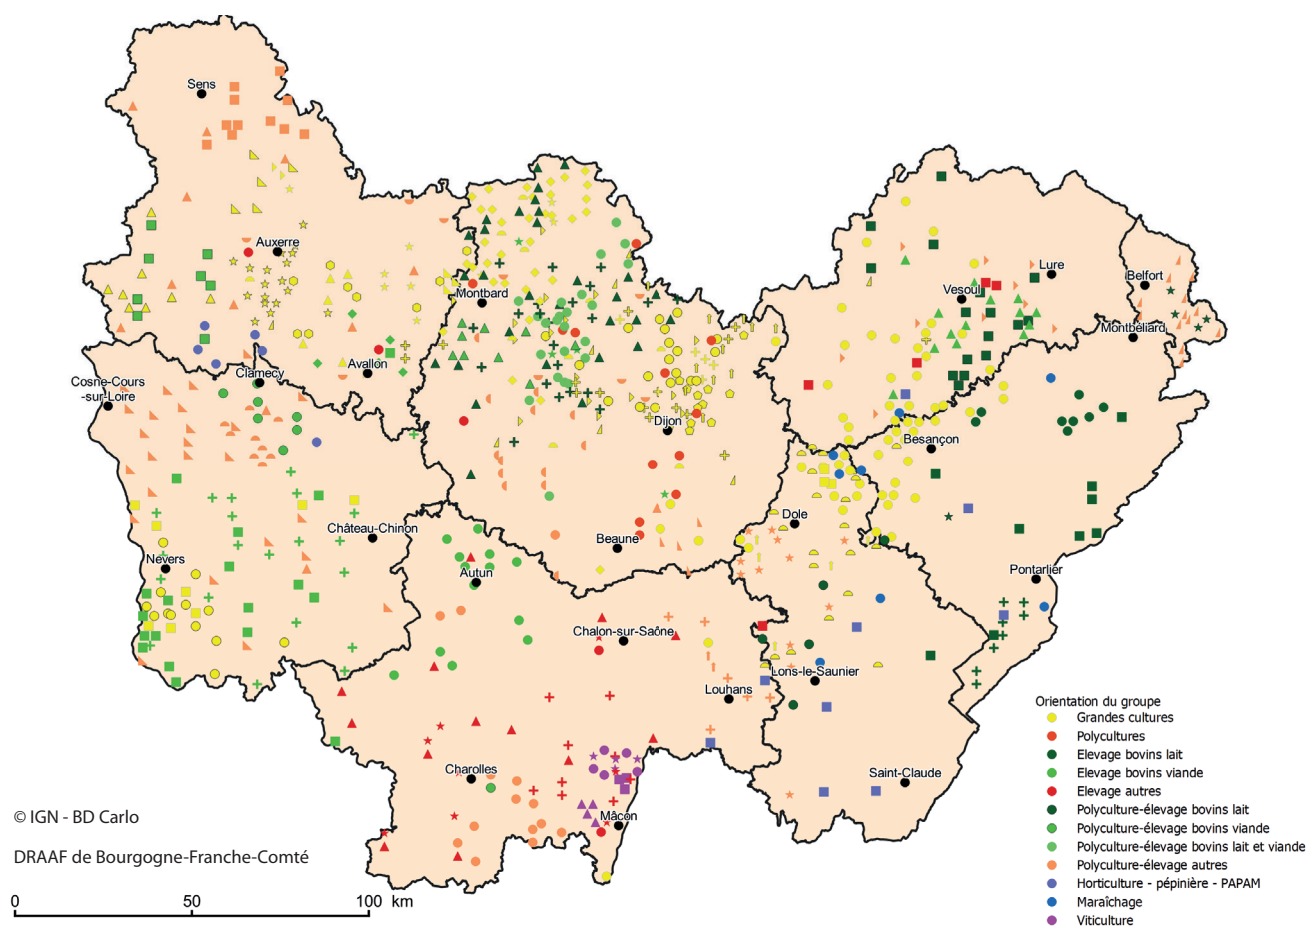 Sens
Auxerre
Montbard
Lure
Vesoul
Belfort
Montbéliard
Avallon
Clamecy
Cosne-Cours
-sur-Loire
Dijon
Besançon
Château-Chinon
Dole
Beaune
Nevers
Autun
Pontarlier
Chalon-sur-Saône
Lons-le-Saunier
Louhans
Charolles
Saint-Claude
Mâcon
© IGN - BD Carlo
DRAAF de Bourgogne-Franche-Comté
0 50 100 km
Orientation du groupe
Grandes cultures
Polycultures
Elevage bovins lait
Elevage bovins viande
Elevage autres
Polyculture-élevage bovins lait
Polyculture-élevage bovins viande
Polyculture-élevage bovins lait et viande
Polyculture-élevage autres
Horticulture - pépinière - PAPAM
Maraîchage
Viticulture